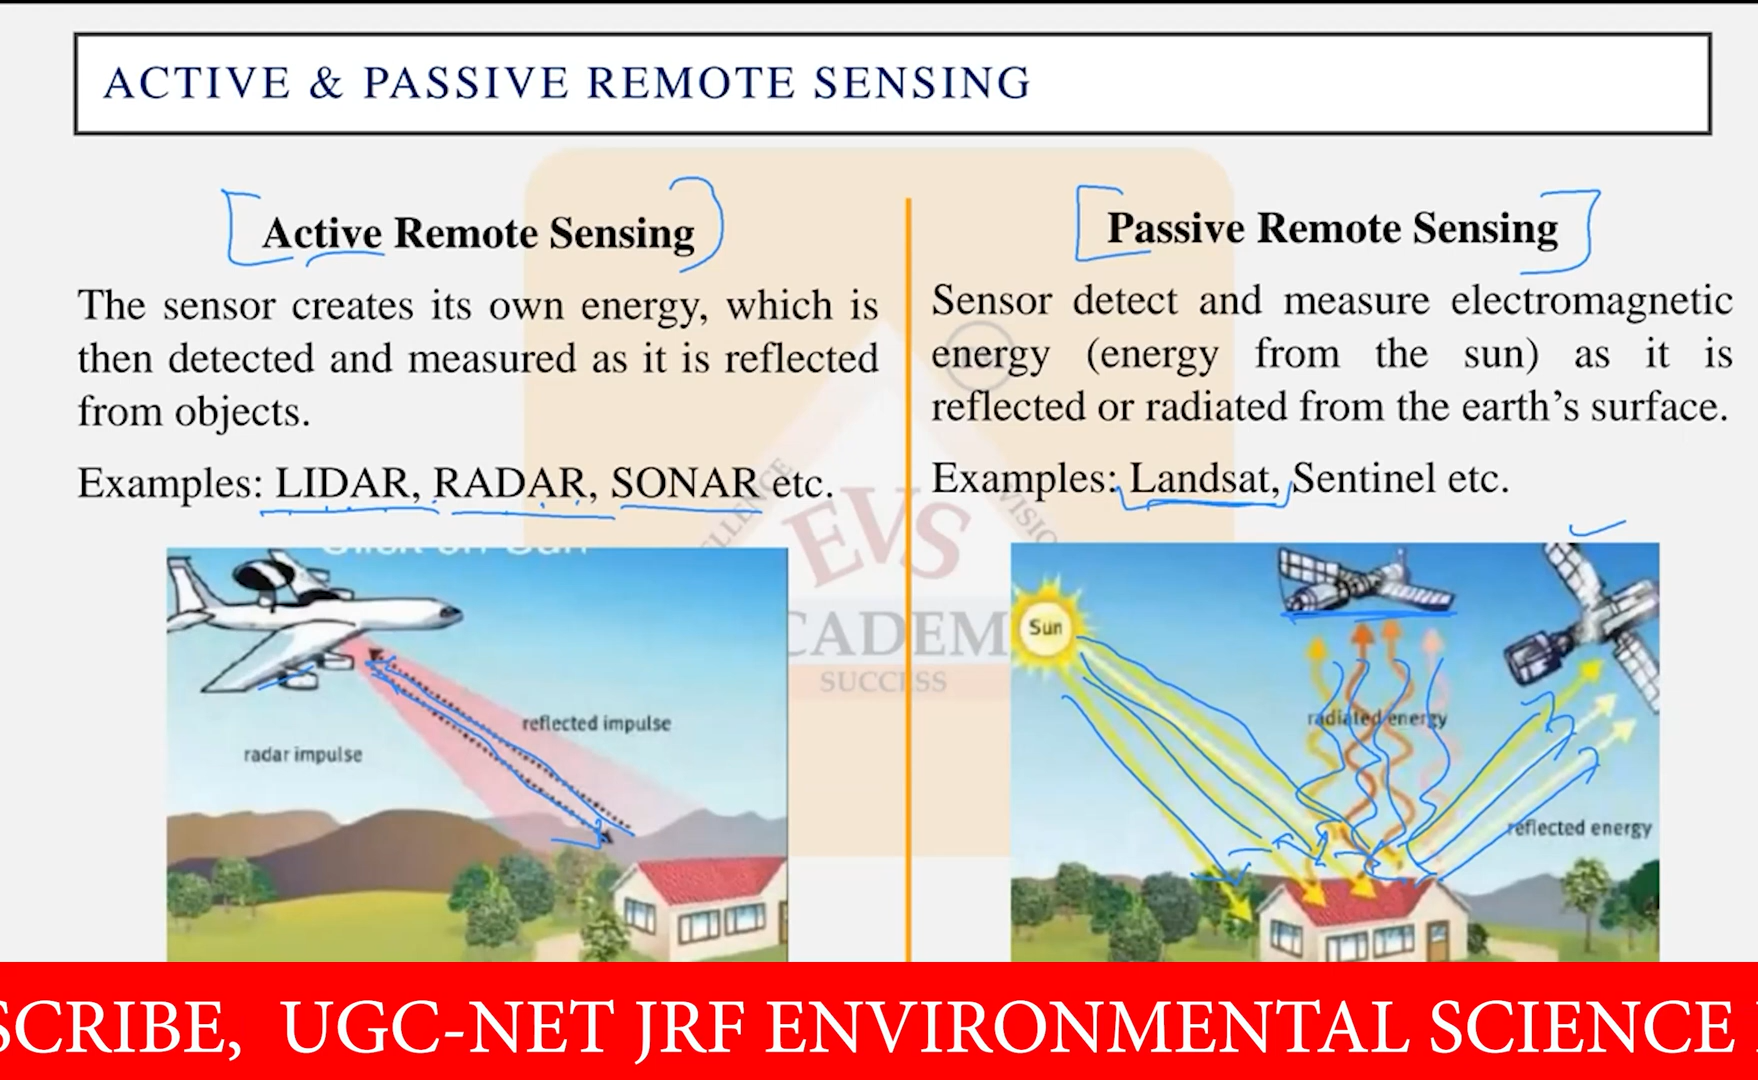 ACTIVE & PASSIVE REMOTE SENSING
Active Remote Sensing
The sensor creates its own energy, which is
then detected and measured as it is reflected
from objects.
Examples: LIDAR, RADAR, SONAR etc.
reflected impulse
radar impulse
Passive Remote Sensing
Sensor detect and measure electromagnetic
energy (energy from the sun) as it is
reflected or radiated from the earth's surface.
Examples: Landsat, Sentinel etc.
Sun
radiated energy
reflected energy
EVS
CADEM
SUCCESS
SCRIBE, UGC-NET JRF ENVIRONMENTAL SCIENCE